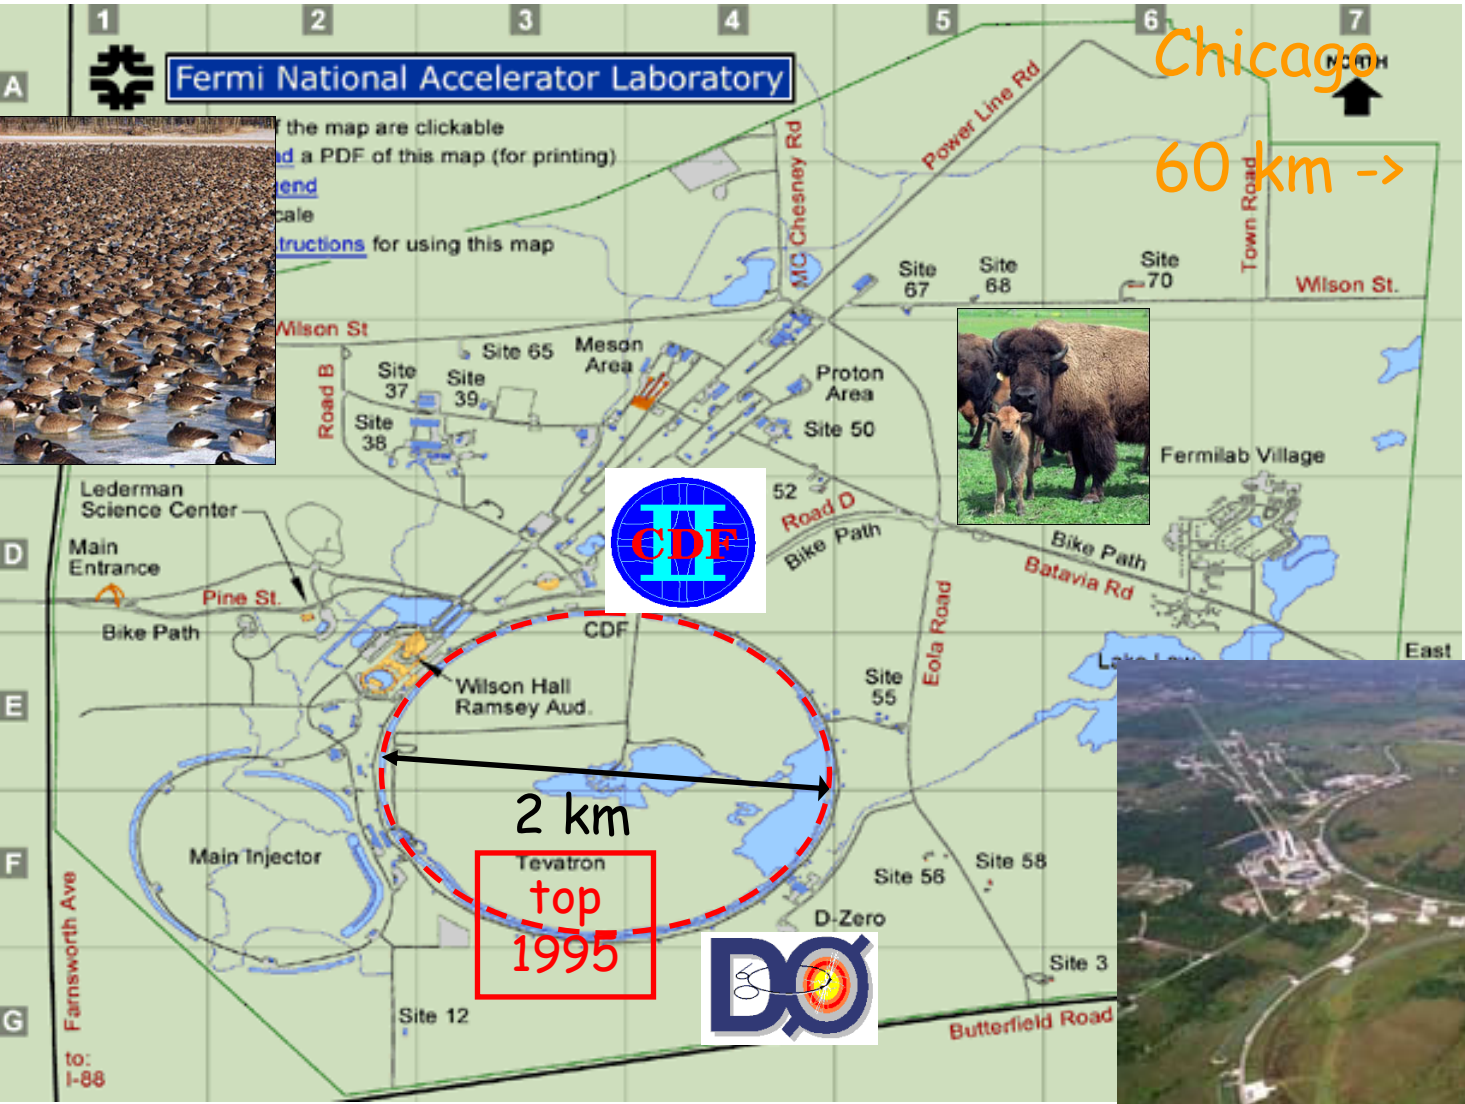 1 2 3 4 5 6 7
Chicago
NORTH
A
Fermi National Accelerator Laboratory
f the map are clickable
ad a PDF of this map (for printing)
gend
cale
structions for using this map
60 km ->
Power Line Rd
MC Chesney Rd
Town Road
Site 67
Site 68
Site 70
Wilson St.
Wilson St
Site 65
Meson Area
Road B
Site 37
Site 39
Proton Area
Site 38
Site 50
Fermilab Village
Lederman
Science Center
52
Road D
Bike Path
II
CDF
D
Main
Entrance
Bike Path
Batavia Rd
Pine St.
Bike Path
CDF
Eola Road
East
E
Wilson Hall
Ramsey Aud.
Site 55
2 km
F
Main Injector
Tevatron
top
1995
Site 56
Site 58
D-Zero
DØ
Farnsworth Ave
Site 3
G
Site 12
Butterfield Road
to:
I-88